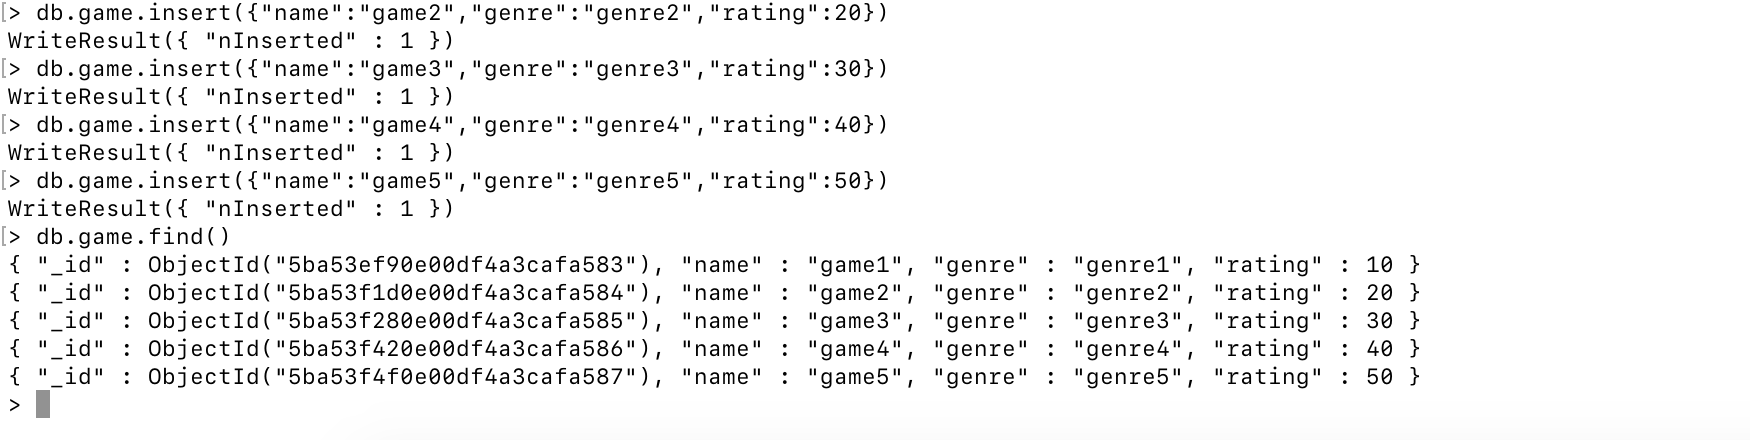 [> db.game.insert({"name":"game2","genre":"genre2","rating":20})
WriteResult({ "nInserted" : 1 })
[> db.game.insert({"name":"game3","genre":"genre3","rating":30})
WriteResult({ "nInserted" : 1 })
[> db.game.insert({"name":"game4","genre":"genre4","rating":40})
WriteResult({ "nInserted" : 1 })
[> db.game.insert({"name":"game5","genre":"genre5","rating":50})
WriteResult({ "nInserted" : 1 })
[> db.game.find()
{ "_id" : ObjectId("5ba53ef90e00df4a3cafa583"), "name" : "game1", "genre" : "genre1", "rating" : 10 }
{ "_id" : ObjectId("5ba53f1d0e00df4a3cafa584"), "name" : "game2", "genre" : "genre2", "rating" : 20 }
{ "_id" : ObjectId("5ba53f280e00df4a3cafa585"), "name" : "game3", "genre" : "genre3", "rating" : 30 }
{ "_id" : ObjectId("5ba53f420e00df4a3cafa586"), "name" : "game4", "genre" : "genre4", "rating" : 40 }
{ "_id" : ObjectId("5ba53f4f0e00df4a3cafa587"), "name" : "game5", "genre" : "genre5", "rating" : 50 }
>